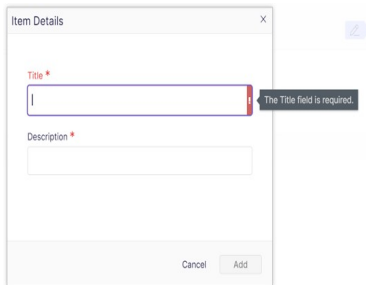 Item Details X
Title *
! The Title field is required.
Description *
Cancel Add